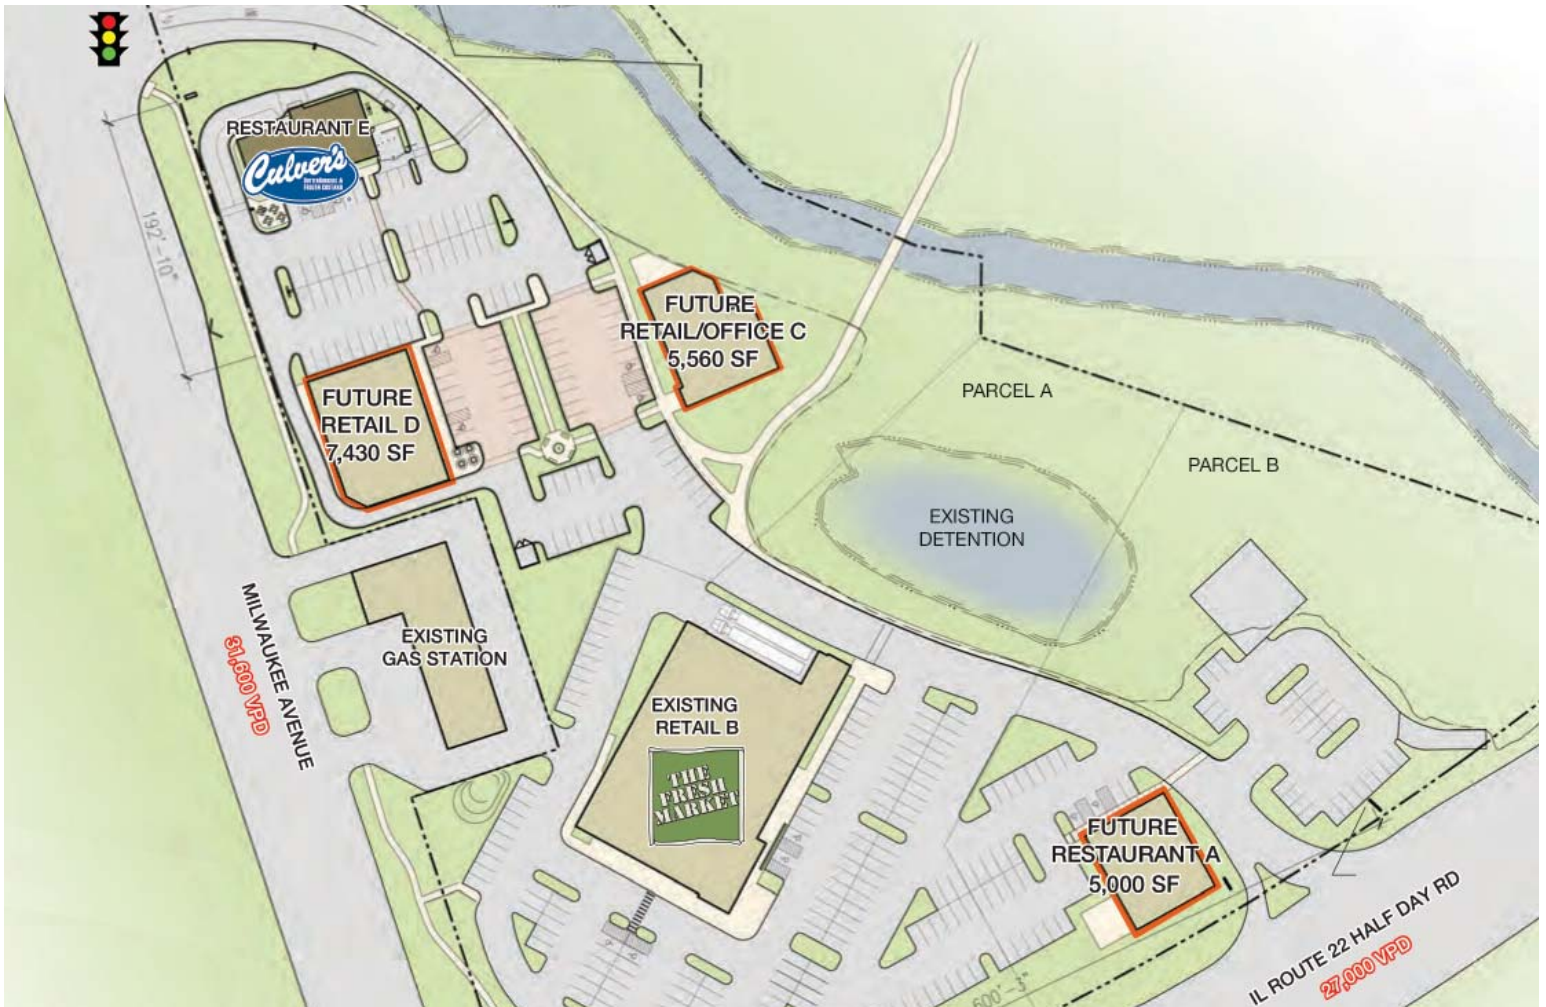 RESTAURANT E
Culver's
192'-10"
FUTURE
RETAIL/OFFICE C
5,560 SF
FUTURE
RETAIL D
7,430 SF
PARCEL A
PARCEL B
EXISTING
DETENTION
MILWAUKEE AVENUE
31,600 VPD
EXISTING
GAS STATION
EXISTING
RETAIL B
THE
FRESH
MARKET
FUTURE
RESTAURANT A
5,000 SF
IL ROUTE 22 HALF DAY RD
27,000 VPD
600'-3"